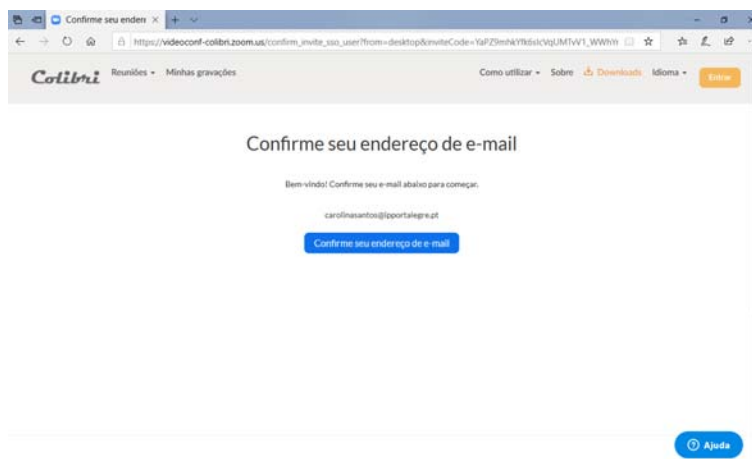 Confirme seu endere
https://videoconf-colibri.zoom.us/confirm_invite_sso_user?from=desktop&inviteCode=
Colibri Reuniões Minhas gravações Como utilizar Sobre Downloads Idioma Entrar
Confirme seu endereço de e-mail
Bem-vindo! Confirme seu e-mail abaixo para começar.
carolinasantos@ipportalegre.pt
Confirme seu endereço de e-mail
Ajuda